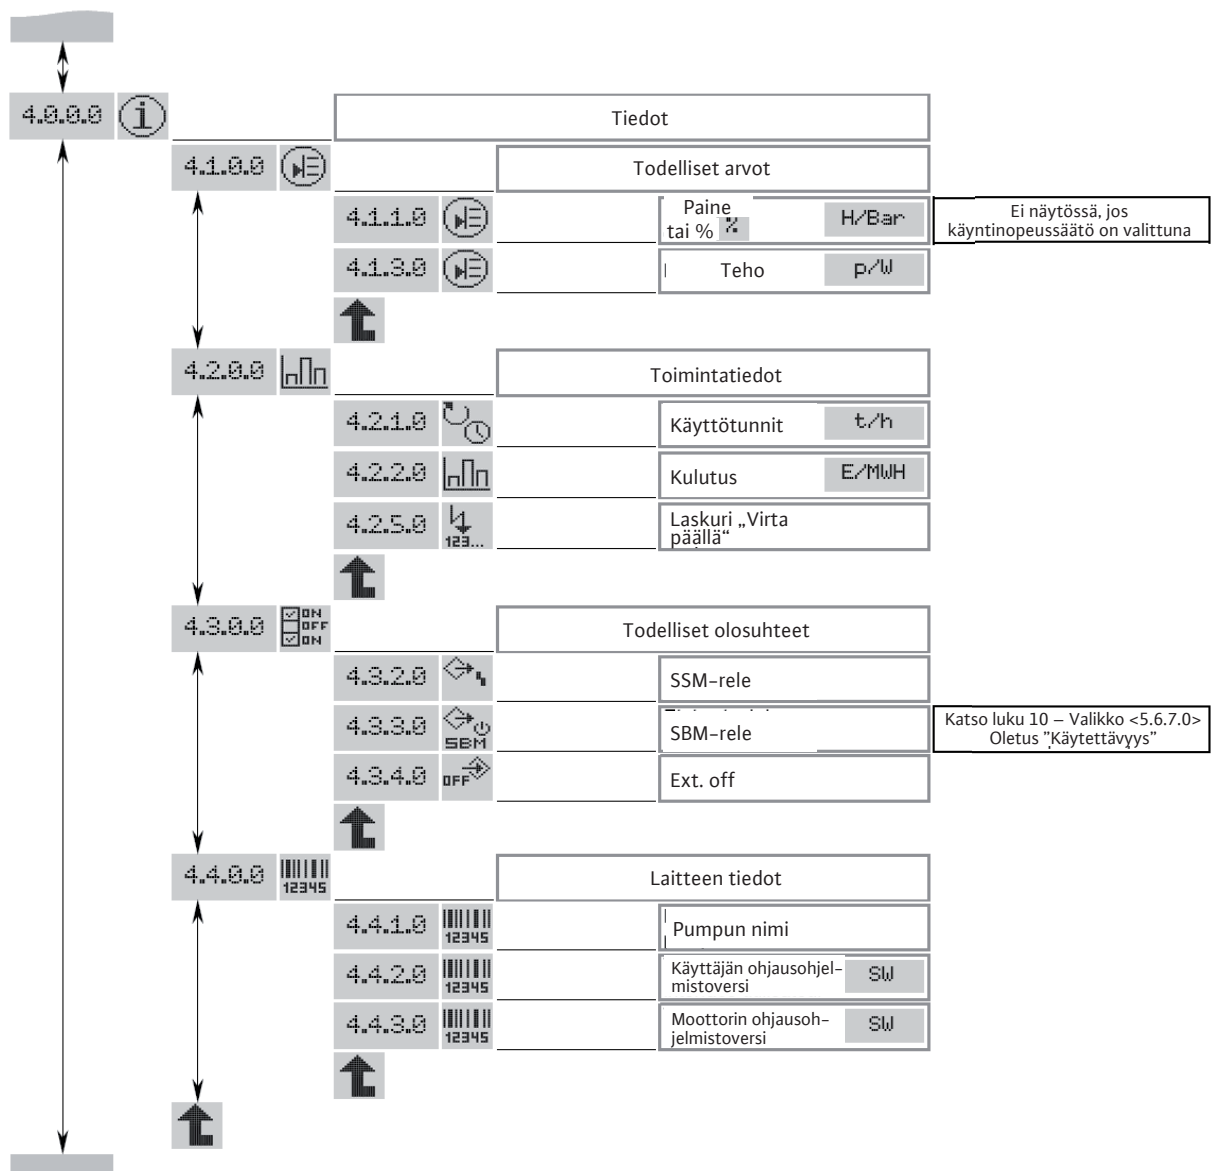 4.0.0.0 i Tiedot
4.1.0.0 Todelliset arvot
4.1.1.0 Paine H/Bar
tai % %
Ei näytössä, jos
käyntinopeussäätö on valittuna
4.1.3.0 Teho p/W
4.2.0.0 Toimintatiedot
4.2.1.0 Käyttötunnit t/h
4.2.2.0 Kulutus E/MWH
4.2.5.0 123... Laskuri „Virta
päällä“
4.3.0.0 Todelliset olosuhteet
ON
OFF
ON
4.3.2.0 SSM-rele
4.3.3.0 SBM SBM-rele
Katso luku 10 – Valikko <5.6.7.0>
Oletus ”Käytettävyys”
4.3.4.0 OFF Ext. off
4.4.0.0 12345 Laitteen tiedot
4.4.1.0 12345 Pumpun nimi
4.4.2.0 12345 Käyttäjän ohjausohjel-
mistoversi SW
4.4.3.0 12345 Moottorin ohjausoh-
jelmistoversi SW